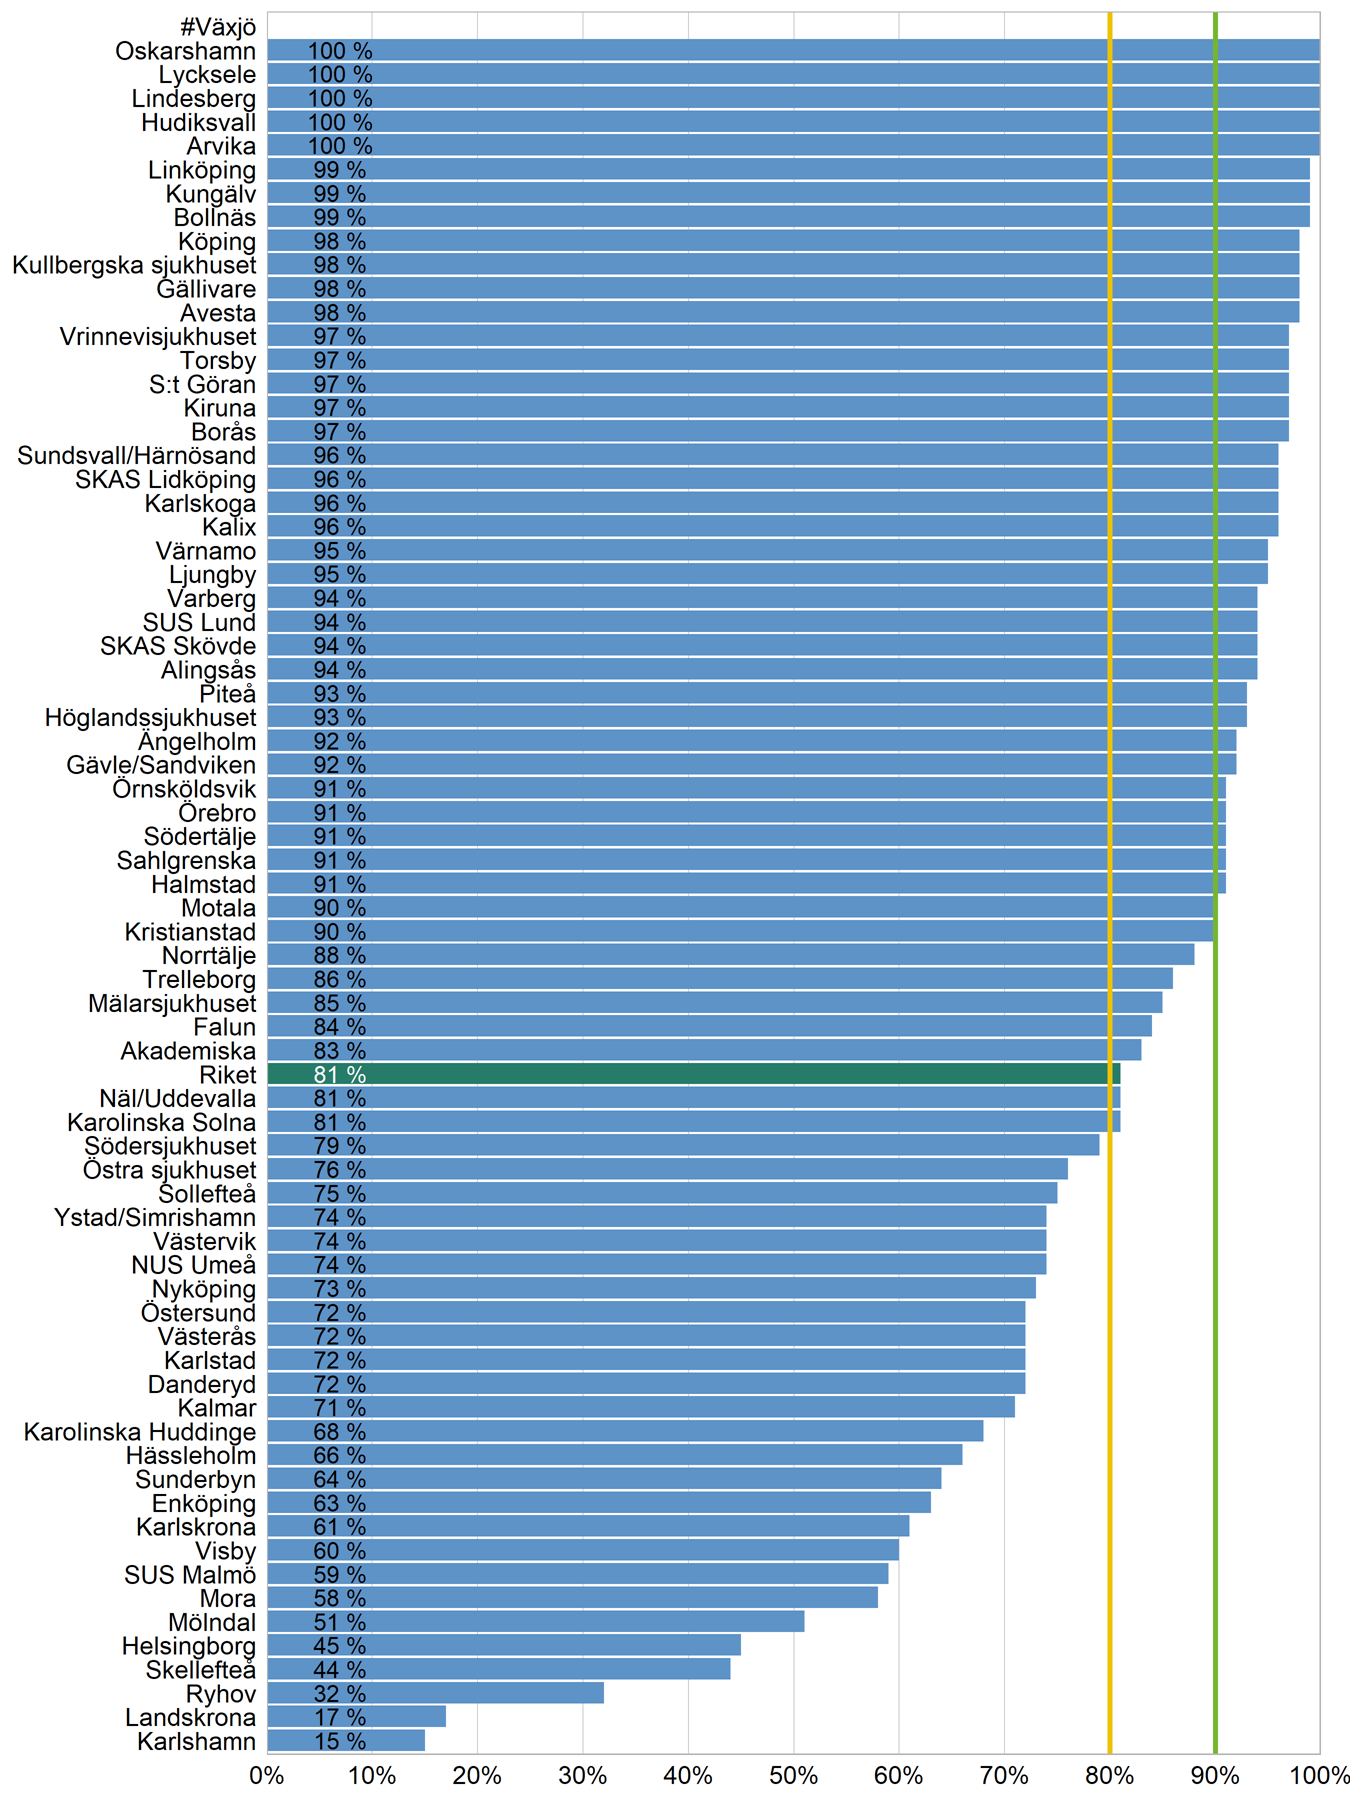 #Växjö
Oskarshamn 100 %
Lycksele 100 %
Lindesberg 100 %
Hudiksvall 100 %
Arvika 100 %
Linköping 99 %
Kungälv 99 %
Bollnäs 99 %
Köping 98 %
Kullbergska sjukhuset 98 %
Gällivare 98 %
Avesta 98 %
Vrinnevisjukhuset 97 %
Torsby 97 %
S:t Göran 97 %
Kiruna 97 %
Borås 97 %
Sundsvall/Härnösand 96 %
SKAS Lidköping 96 %
Karlskoga 96 %
Kalix 96 %
Värnamo 95 %
Ljungby 95 %
Varberg 94 %
SUS Lund 94 %
SKAS Skövde 94 %
Alingsås 94 %
Piteå 93 %
Höglandssjukhuset 93 %
Ängelholm 92 %
Gävle/Sandviken 92 %
Örnsköldsvik 91 %
Örebro 91 %
Södertälje 91 %
Sahlgrenska 91 %
Halmstad 91 %
Motala 90 %
Kristianstad 90 %
Norrtälje 88 %
Trelleborg 86 %
Mälarsjukhuset 85 %
Falun 84 %
Akademiska 83 %
Riket 81 %
Näl/Uddevalla 81 %
Karolinska Solna 81 %
Södersjukhuset 79 %
Östra sjukhuset 76 %
Sollefteå 75 %
Ystad/Simrishamn 74 %
Västervik 74 %
NUS Umeå 74 %
Nyköping 73 %
Östersund 72 %
Västerås 72 %
Karlstad 72 %
Danderyd 72 %
Kalmar 71 %
Karolinska Huddinge 68 %
Hässleholm 66 %
Sunderbyn 64 %
Enköping 63 %
Karlskrona 61 %
Visby 60 %
SUS Malmö 59 %
Mora 58 %
Mölndal 51 %
Helsingborg 45 %
Skellefteå 44 %
Ryhov 32 %
Landskrona 17 %
Karlshamn 15 %
0% 10% 20% 30% 40% 50% 60% 70% 80% 90% 100%